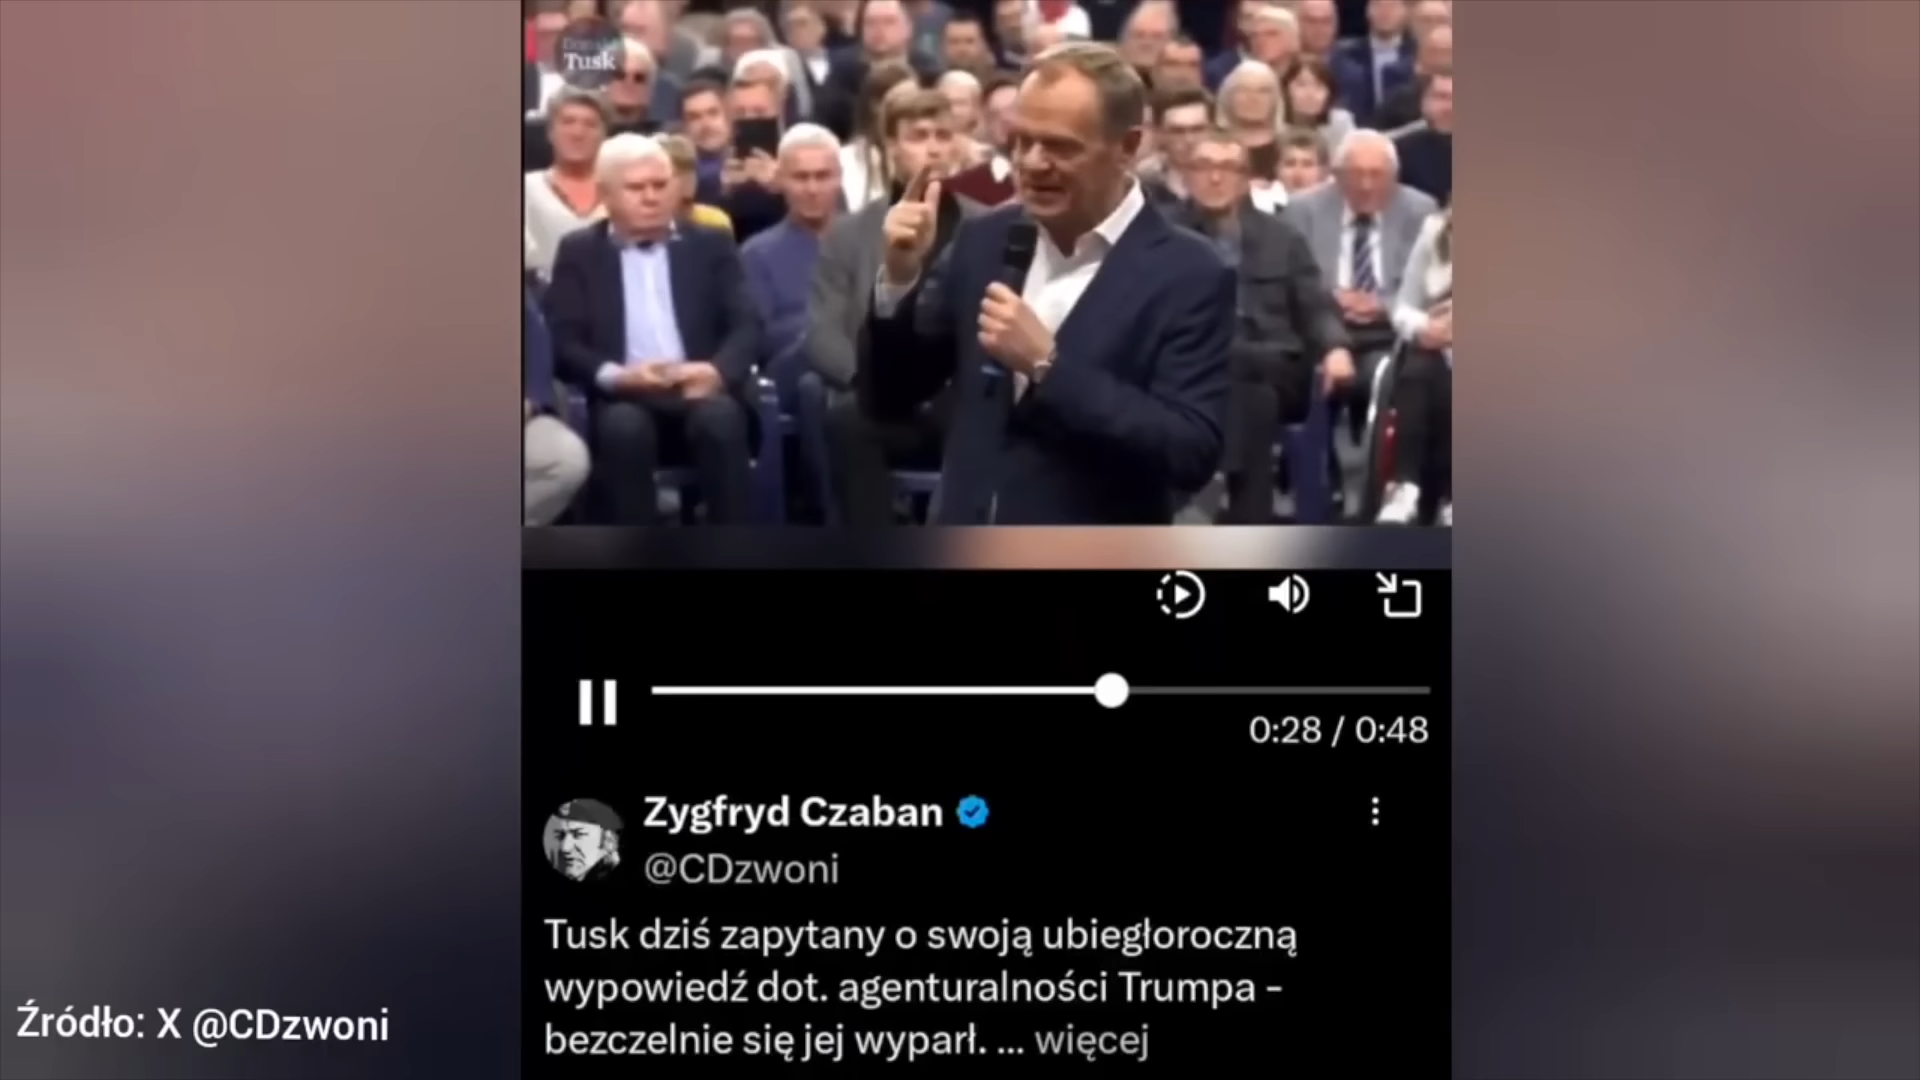 Donald
Tusk
0:28 / 0:48
Zygfryd Czaban
@CDzwoni
Tusk dziś zapytany o swoją ubiegłoroczną
wypowiedź dot. agenturalności Trumpa -
bezczelnie się jej wyparł. ... więcej
Źródło: X @CDzwoni